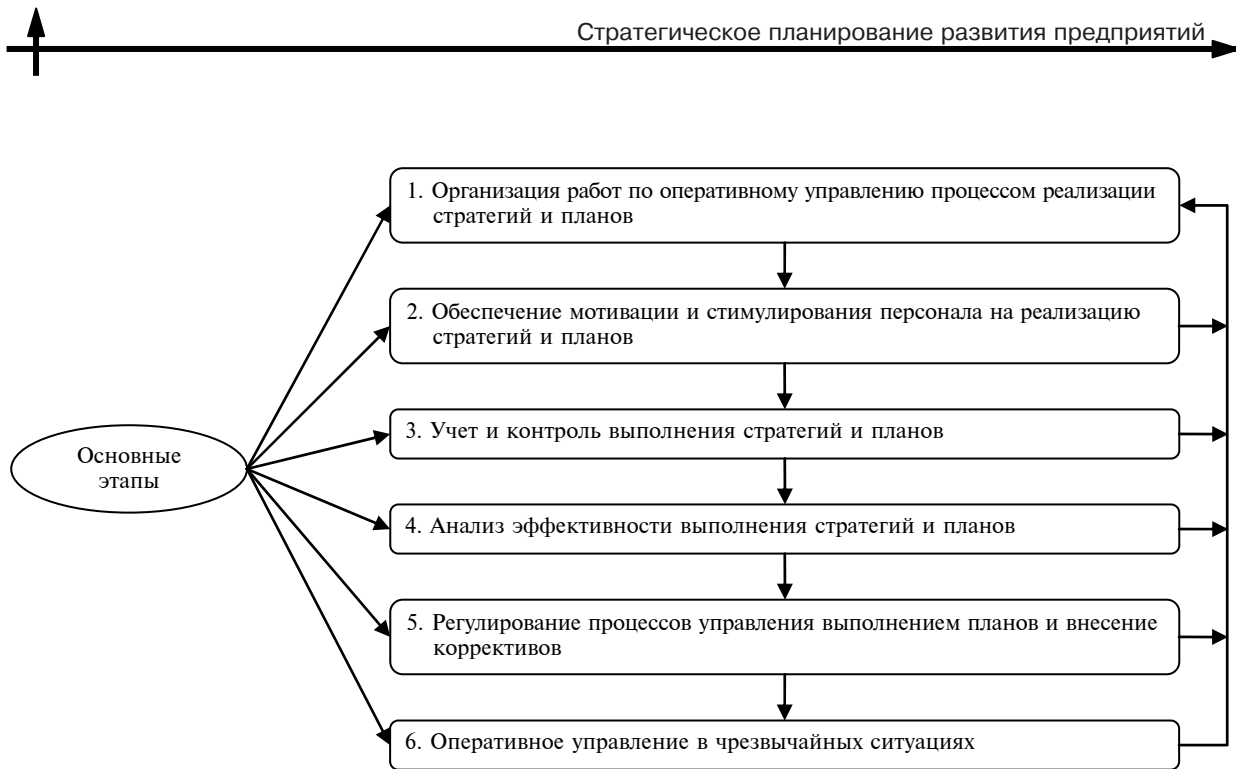 Стратегическое планирование развития предприятий
1. Организация работ по оперативному управлению процессом реализации
стратегий и планов
2. Обеспечение мотивации и стимулирования персонала на реализацию
стратегий и планов
3. Учет и контроль выполнения стратегий и планов
Основные
этапы
4. Анализ эффективности выполнения стратегий и планов
5. Регулирование процессов управления выполнением планов и внесение
коррективов
6. Оперативное управление в чрезвычайных ситуациях